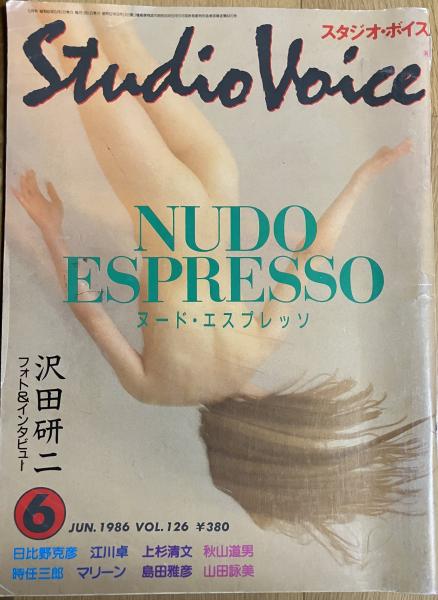 スタジオ・ボイス
Studio Voice
NUDO
ESPRESSO
ヌード・エスプレッソ
沢田研二
フォト&インタビュー
6
JUN. 1986 VOL.126 ¥380
日比野克彦 江川卓 上杉清文 秋山道男
時任三郎 マリーン 島田雅彦 山田詠美